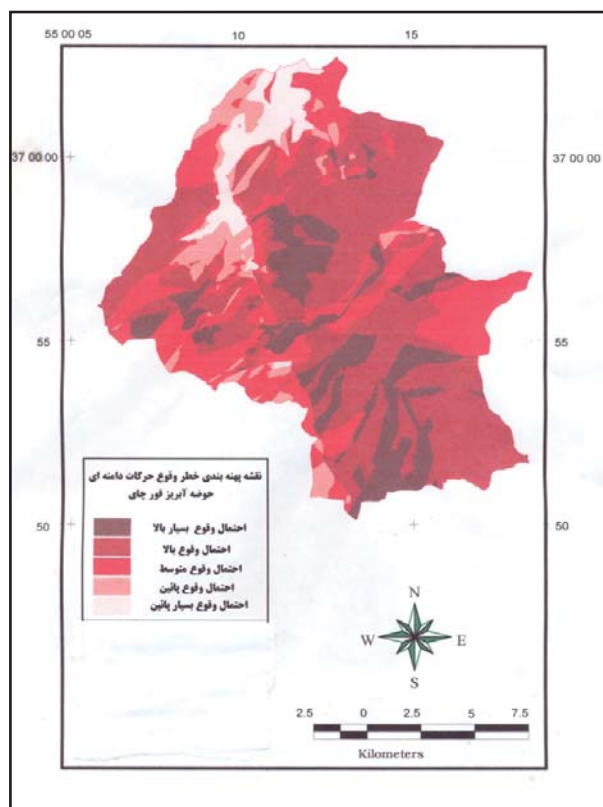 55 00 05 10 15
37 00 00 37 00 00
55 55
50 50
نقشه پهنه بندی خطر وقوع حرکات دامنه ای
حوضه آبریز قور چای
احتمال وقوع بسیار بالا
احتمال وقوع بالا
احتمال وقوع متوسط
احتمال وقوع پائین
احتمال وقوع بسیار پائین
N
W E
S
2.5 0 2.5 5 7.5
Kilometers